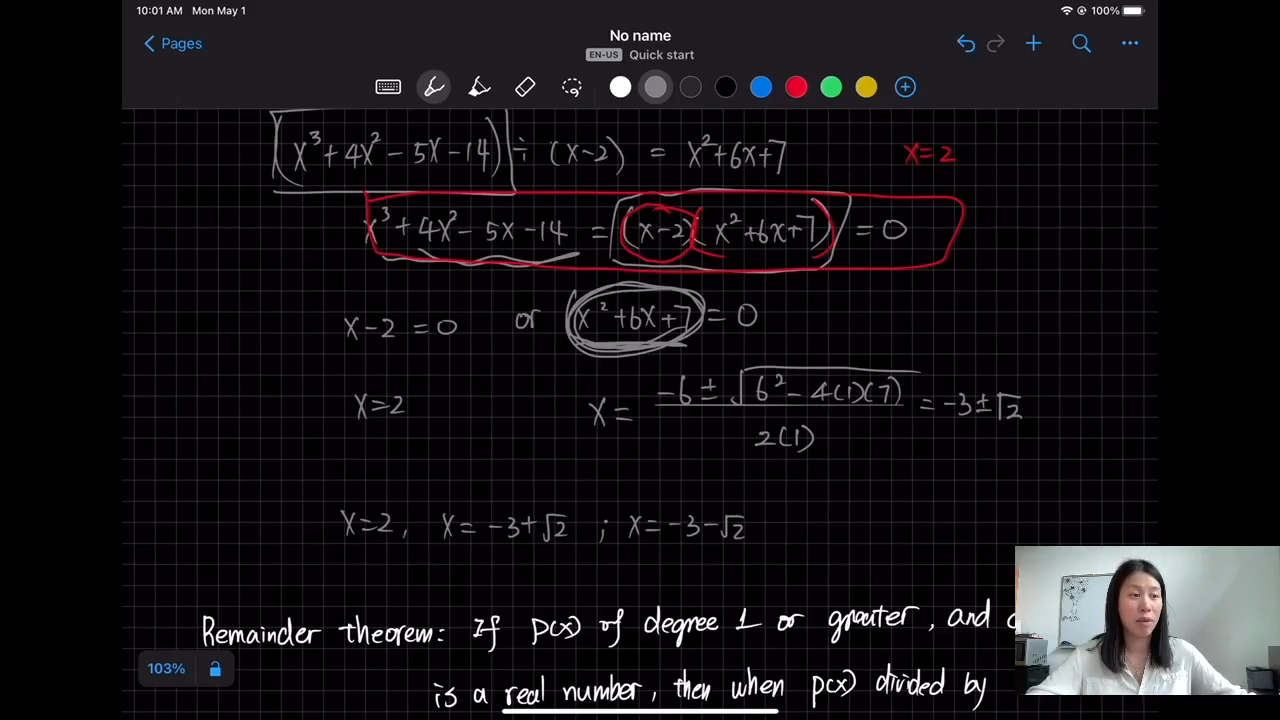 10:01 AM Mon May 1
100%
Pages
No name
EN-US Quick start
(x³ + 4x² - 5x - 14) ÷ (x-2) = x² + 6x + 7
x = 2
x³ + 4x² - 5x - 14 = (x-2)(x² + 6x + 7) = 0
x - 2 = 0 or x² + 6x + 7 = 0
x = 2
x = (-6 ± √(6² - 4(1)(7))) / 2(1) = -3 ± √2
x = 2, x = -3 + √2 ; x = -3 - √2
Remainder theorem: If p(x) of degree 1 or greater, and
103%
is a real number, then when p(x) divided by